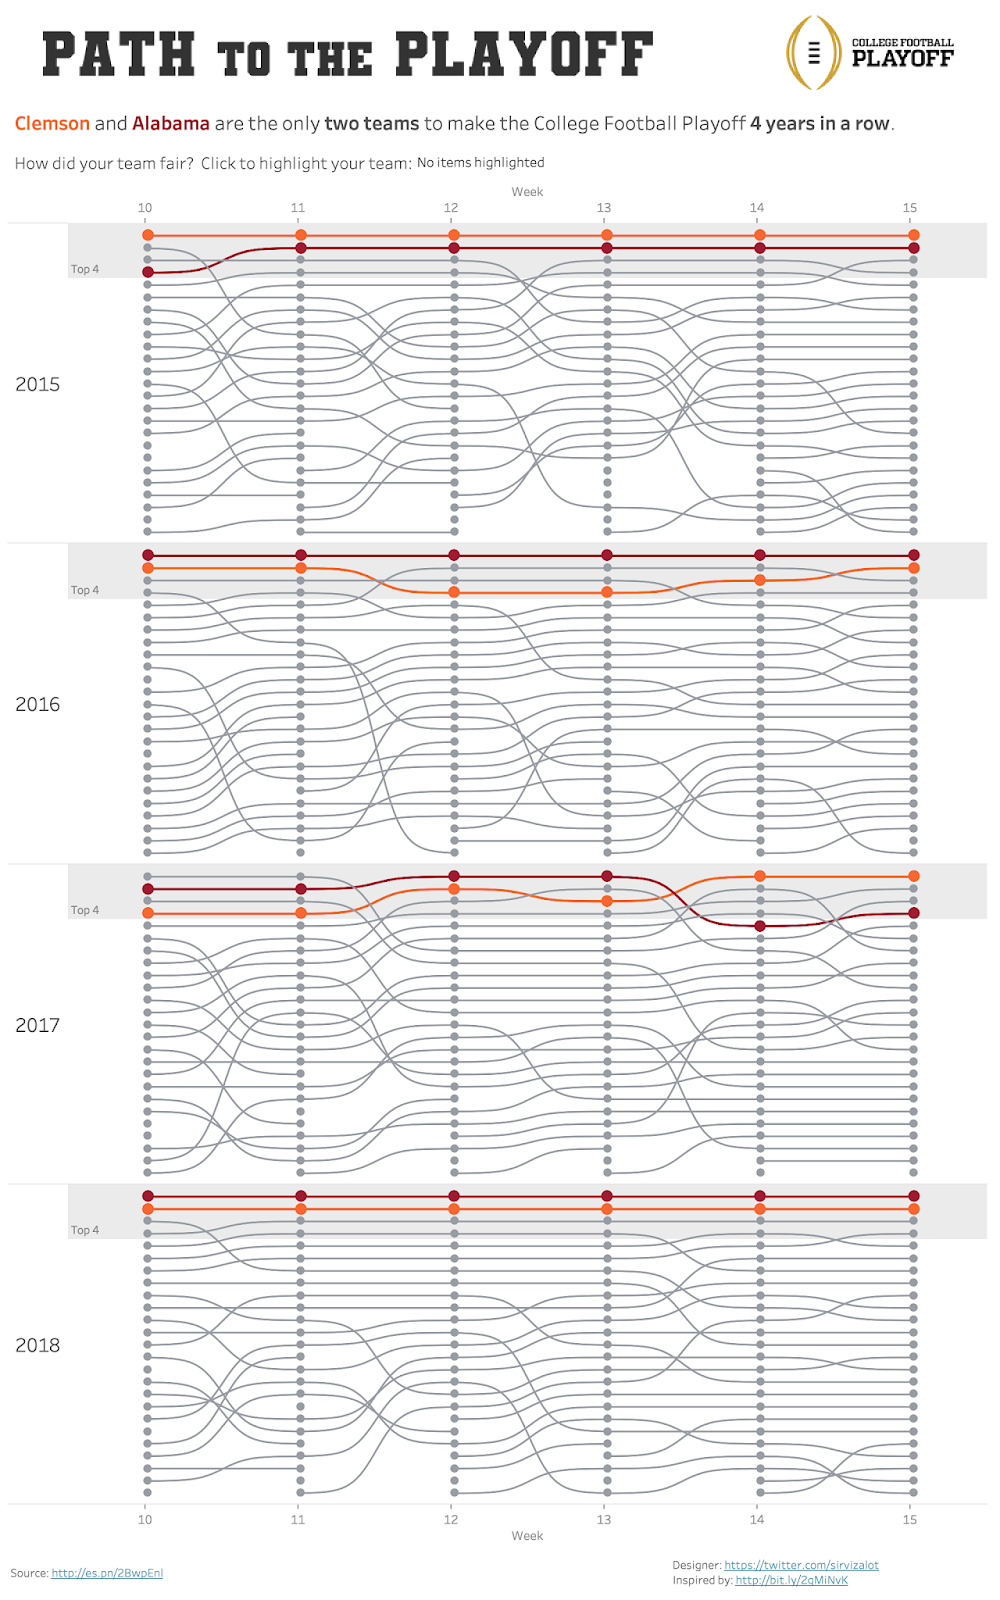 PATH TO THE PLAYOFF
COLLEGE FOOTBALL
PLAYOFF
Clemson and Alabama are the only two teams to make the College Football Playoff 4 years in a row.
How did your team fair? Click to highlight your team: No items highlighted
Week
10 11 12 13 14 15
Top 4
2015
Top 4
2016
Top 4
2017
Top 4
2018
10 11 12 13 14 15
Week
Source: http://es.pn/2BwpEnl
Designer: https://twitter.com/sirvizalot
Inspired by: http://bit.ly/2qMiNvK